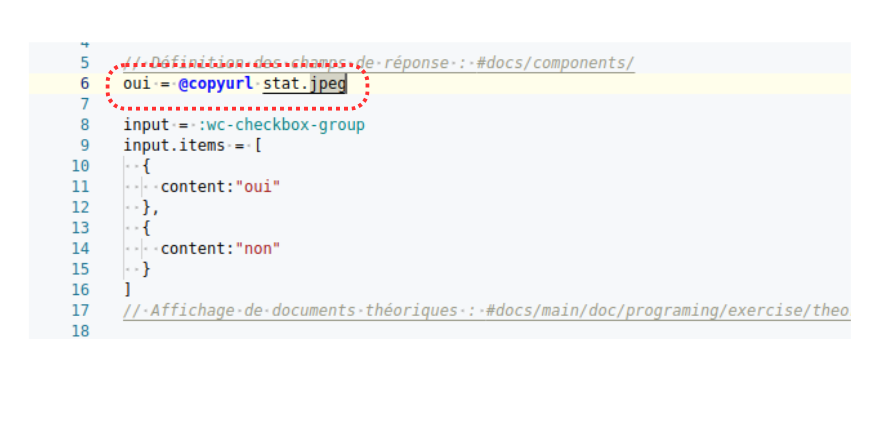 4
5 // Définition des champs de réponse : #docs/components/
6 oui = @copyurl stat.jpeg
7
8 input = :wc-checkbox-group
9 input.items = [
10 {
11 content:"oui"
12 },
13 {
14 content:"non"
15 }
16 ]
17 // Affichage de documents théoriques : #docs/main/doc/programing/exercise/theo
18